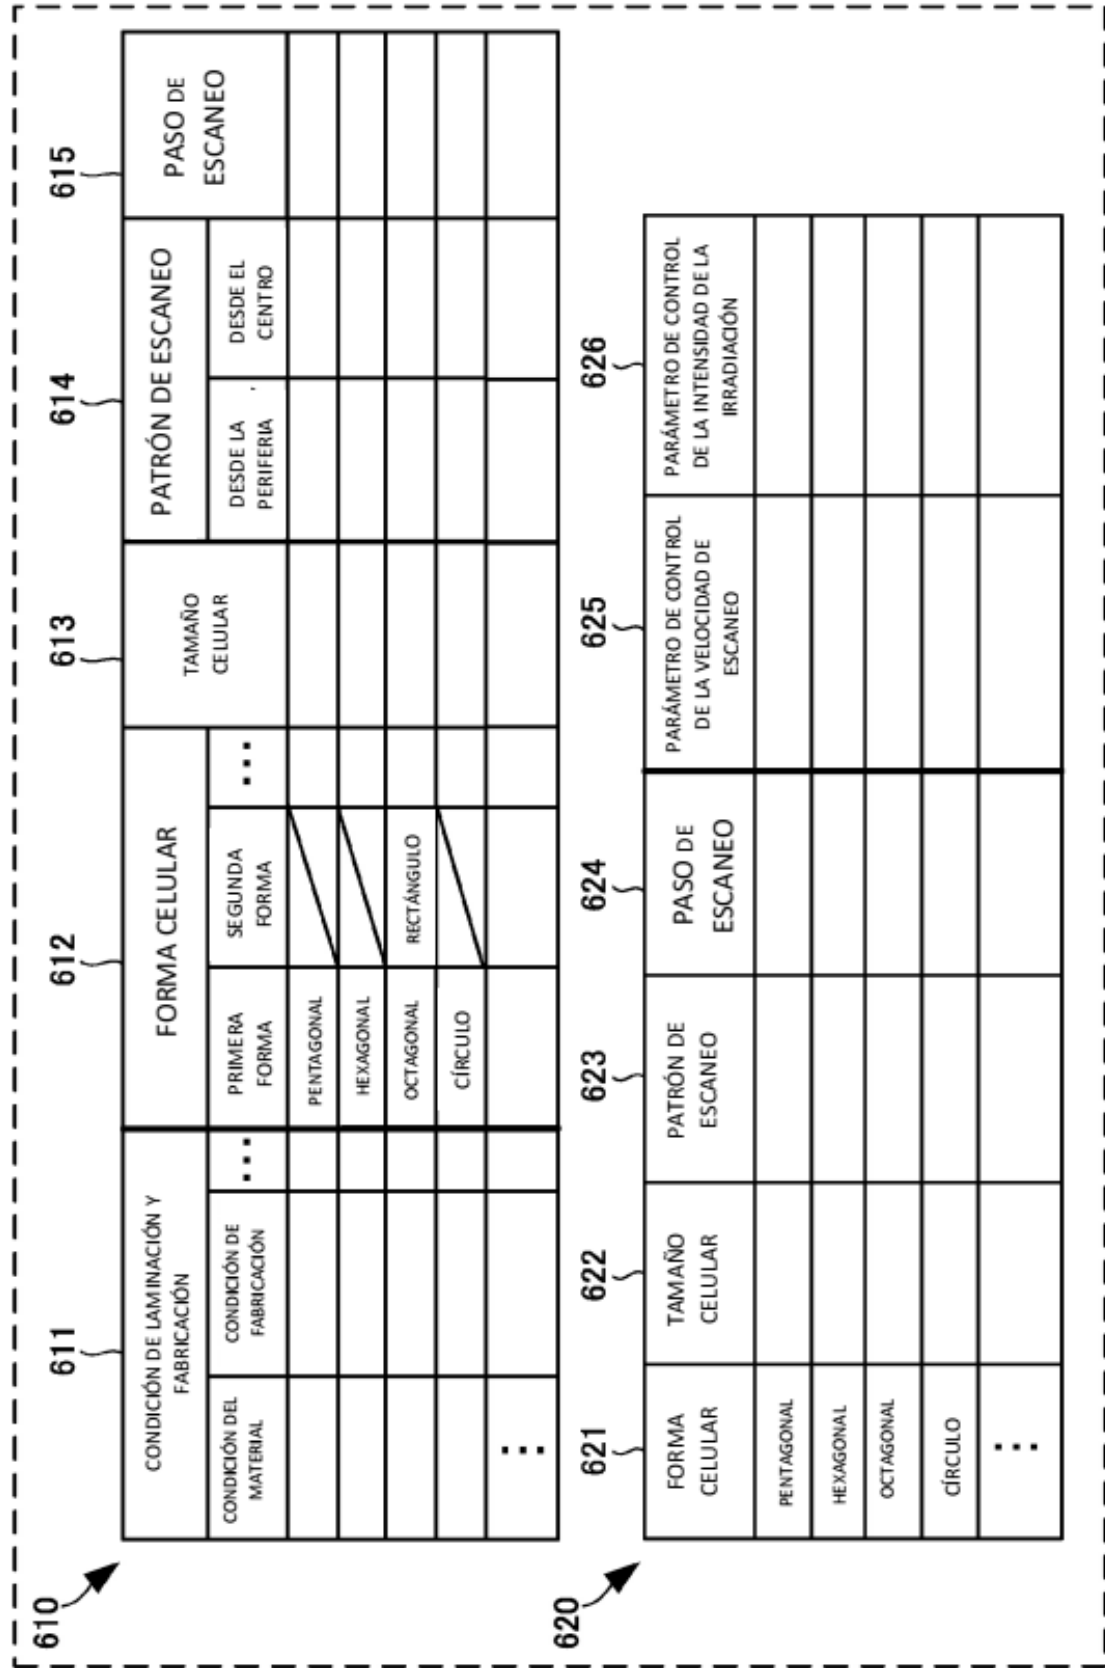 610
611
612
613
614
615
CONDICIÓN DE LAMINACIÓN Y
FABRICACIÓN
FORMA CELULAR
TAMAÑO
CELULAR
PATRÓN DE ESCANEO
PASO DE
ESCANEO
CONDICIÓN DEL
MATERIAL
CONDICIÓN DE
FABRICACIÓN
...
PRIMERA
FORMA
SEGUNDA
FORMA
...
DESDE LA
PERIFERIA
DESDE EL
CENTRO
PENTAGONAL
HEXAGONAL
OCTAGONAL
RECTÁNGULO
CÍRCULO
...
620
621
622
623
624
625
626
FORMA
CELULAR
TAMAÑO
CELULAR
PATRÓN DE
ESCANEO
PASO DE
ESCANEO
PARÁMETRO DE CONTROL
DE LA VELOCIDAD DE
ESCANEO
PARÁMETRO DE CONTROL
DE LA INTENSIDAD DE LA
IRRADIACIÓN
PENTAGONAL
HEXAGONAL
OCTAGONAL
CÍRCULO
...